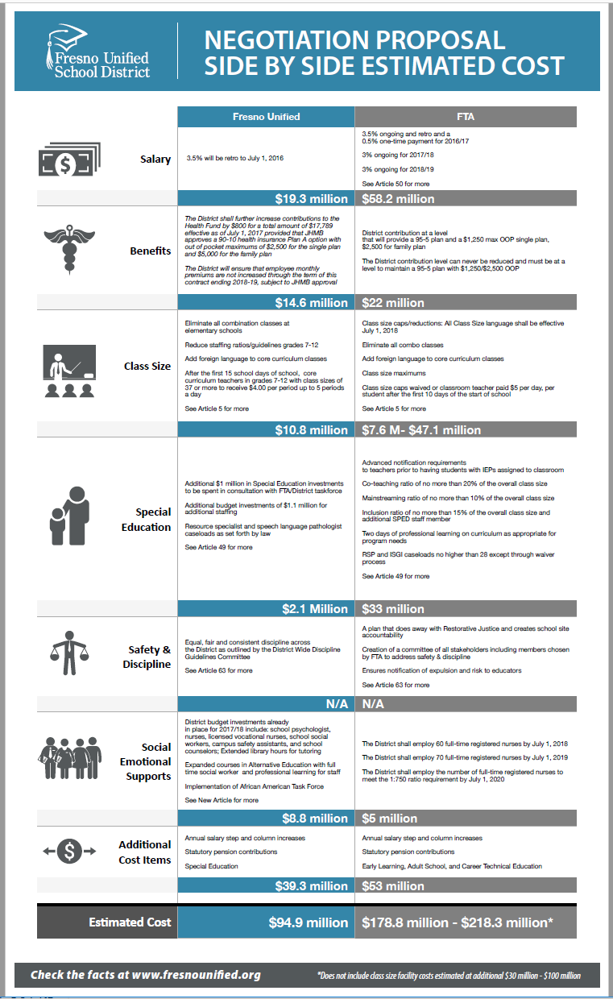 Fresno Unified
School District
NEGOTIATION PROPOSAL
SIDE BY SIDE ESTIMATED COST
Fresno Unified
FTA
Salary
3.5% will be retro to July 1, 2016
3.5% ongoing and retro and a
0.5% one-time payment for 2016/17
3% ongoing for 2017/18
3% ongoing for 2018/19
See Article 50 for more
$19.3 million
$58.2 million
Benefits
The District shall further increase contributions to the
Health Fund by $800 for a total amount of $17,789
effective as of July 1, 2017 provided that JHMB
approves a 90-10 health insurance Plan A option with
out of pocket maximums of $2,500 for the single plan
and $5,000 for the family plan
The District will ensure that employee monthly
premiums are not increased through the term of this
contract ending 2018-19, subject to JHMB approval
District contribution at a level
that will provide a 95-5 plan and a $1,250 max OOP single plan,
$2,500 for family plan
The District contribution level can never be reduced and must be at a
level to maintain a 95-5 plan with $1,250/$2,500 OOP
$14.6 million
$22 million
Class Size
Eliminate all combination classes at
elementary schools
Reduce staffing ratios/guidelines grades 7-12
Add foreign language to core curriculum classes
After the first 15 school days of school, core
curriculum teachers in grades 7-12 with class sizes of
37 or more to receive $4.00 per period up to 5 periods
a day
See Article 5 for more
Class size caps/reductions: All Class Size language shall be effective
July 1, 2018
Eliminate all combo classes
Add foreign language to core curriculum classes
Class size maximums
Class size caps waived or classroom teacher paid $5 per day, per
student after the first 10 days of the start of school
See Article 5 for more
$10.8 million
$7.6 M- $47.1 million
Special
Education
Additional $1 million in Special Education investments
to be spent in consultation with FTA/District taskforce
Additional budget investments of $1.1 million for
additional staffing
Resource specialist and speech language pathologist
caseloads as set forth by law
See Article 49 for more
Advanced notification requirements
to teachers prior to having students with IEPs assigned to classroom
Co-teaching ratio of no more than 20% of the overall class size
Mainstreaming ratio of no more than 10% of the overall class size
Inclusion ratio of no more than 15% of the overall class size and
additional SPED staff member
Two days of professional learning on curriculum as appropriate for
program needs
RSP and ISGI caseloads no higher than 28 except through waiver
process
See Article 49 for more
$2.1 Million
$33 million
Safety &
Discipline
Equal, fair and consistent discipline across
the District as outlined by the District Wide Discipline
Guidelines Committee
See Article 63 for more
A plan that does away with Restorative Justice and creates school site
accountability
Creation of a committee of all stakeholders including members chosen
by FTA to address safety & discipline
Ensures notification of expulsion and risk to educators
See Article 63 for more
N/A
N/A
Social
Emotional
Supports
District budget investments already
in place for 2017/18 include: school psychologist,
nurses, licensed vocational nurses, school social
workers, campus safety assistants, and school
counselors; Extended library hours for tutoring
Expanded courses in Alternative Education with full
time social worker and professional learning for staff
Implementation of African American Task Force
See New Article for more
The District shall employ 60 full-time registered nurses by July 1, 2018
The District shall employ 70 full-time registered nurses by July 1, 2019
The District shall employ the number of full-time registered nurses to
meet the 1:750 ratio requirement by July 1, 2020
$8.8 million
$5 million
Additional
Cost Items
Annual salary step and column increases
Statutory pension contributions
Special Education
Annual salary step and column increases
Statutory pension contributions
Early Learning, Adult School, and Career Technical Education
$39.3 million
$53 million
Estimated Cost
$94.9 million
$178.8 million - $218.3 million*
Check the facts at www.fresnounified.org
*Does not include class size facility costs estimated at additional $30 million - $100 million